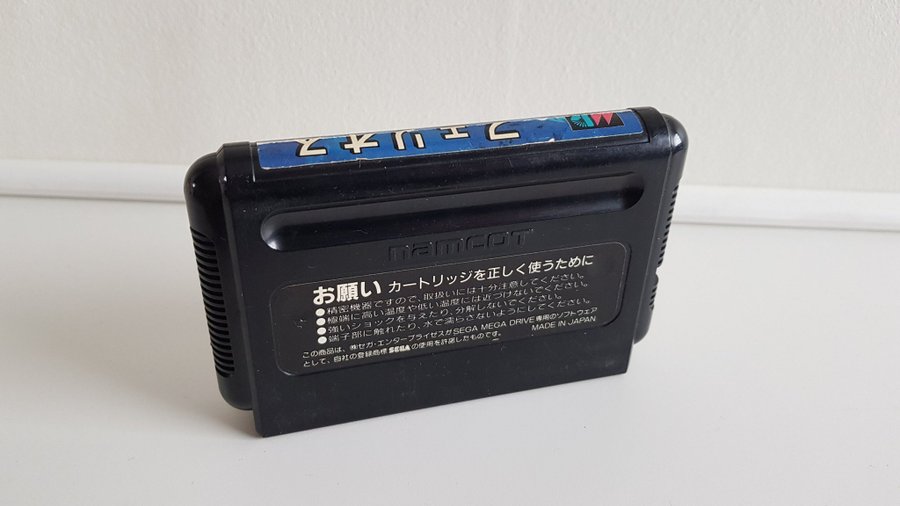 フェリオス
namcot
お願い カートリッジを正しく使うために
●精密機器ですので、取扱いには十分注意してください。
●極端に高い温度や低い温度には近づけないでください。
●強いショックを与えたり、分解しないでください。
●端子部に触れたり、水で濡らさないようにしてください。
この商品は、㈱セガ・エンタープライゼスがSEGA MEGA DRIVE専用のソフトウェア
として、自社の登録商標SEGAの使用を許諾したものです。
MADE IN JAPAN